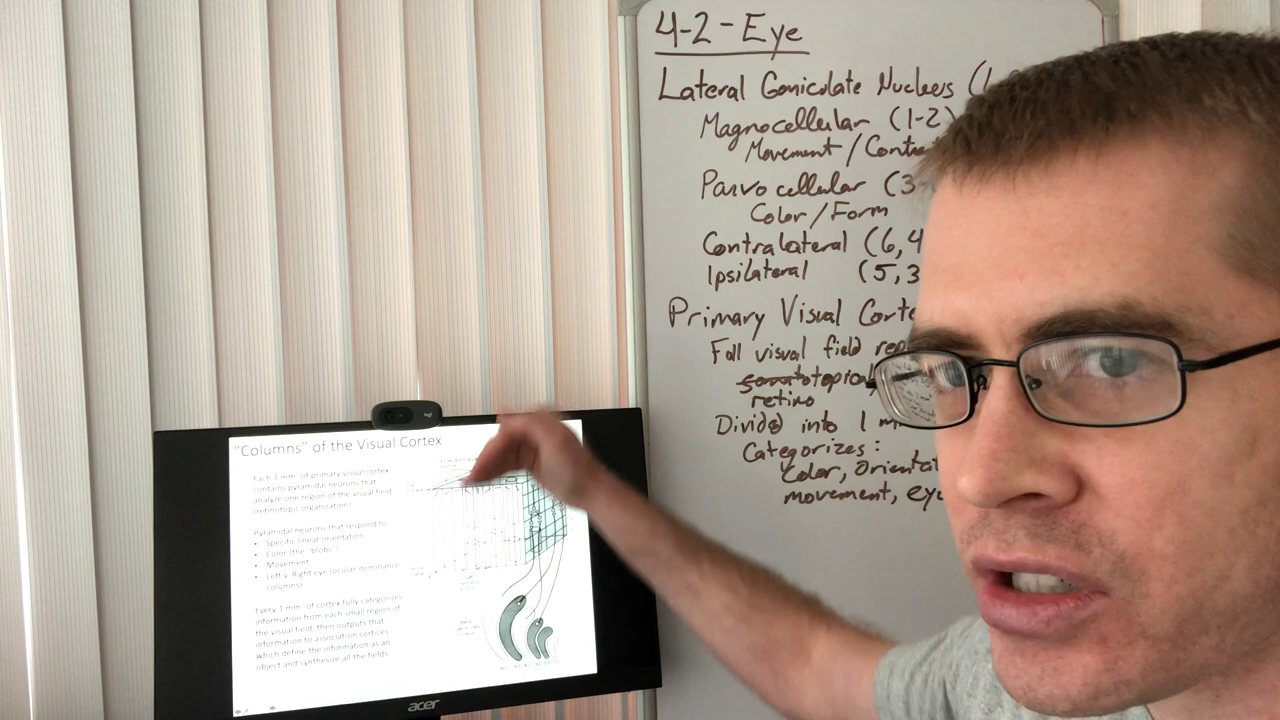 4-2-Eye
Lateral Geniculate Nucleus (
Magnocellular (1-2)
Movement / Contra
Parvocellular (3-
Color/Form
Contralateral (6,4
Ipsilateral (5,3
Primary Visual Corte
Full visual field rep
somatotopical
retino
Divided into 1 m
Categorizes:
Color, Orientat
movement, eye
logi
"Columns" of the Visual Cortex
Each 1 mm² of primary visual cortex
contains pyramidal neurons that
analyze one region of the visual field
(retinotopic organization)
Pyramidal neurons that respond to
• Specific linear orientation
• Color (the "blobs")
• Movement
• Left v. Right eye (ocular dominance
columns)
Every 1 mm² of cortex fully categorizes
information from each small region of
the visual field, then outputs that
information to association cortices
which define the information as an
object and synthesize all the fields
acer